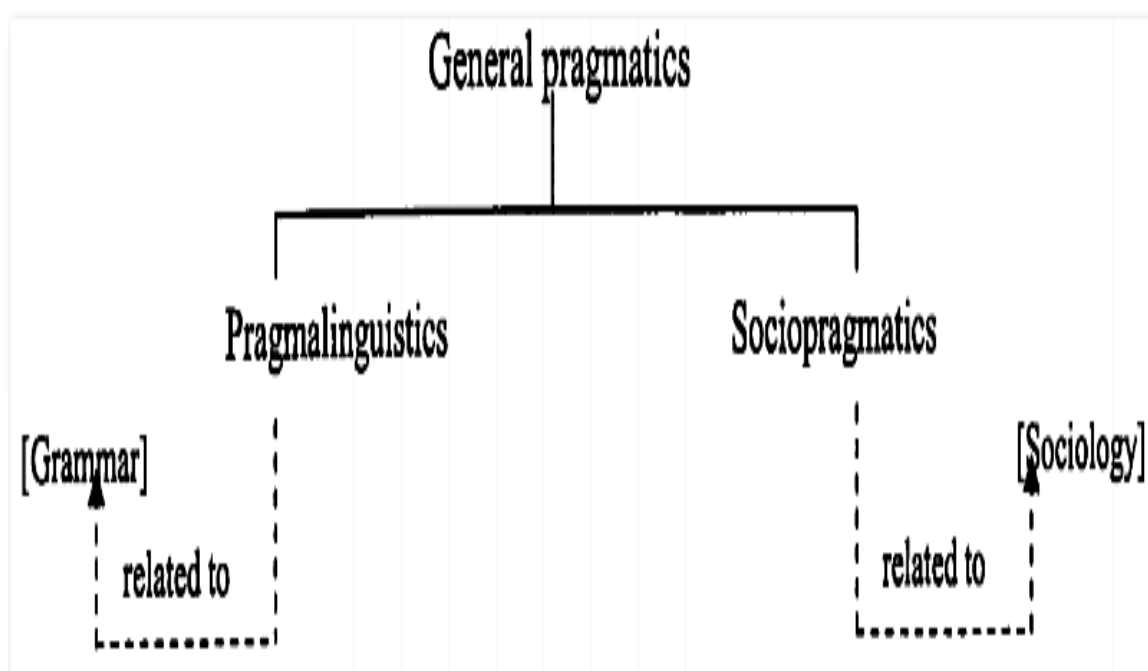 General pragmatics
Pragmalinguistics
Sociopragmatics
[Grammar]
[Sociology]
related to
related to